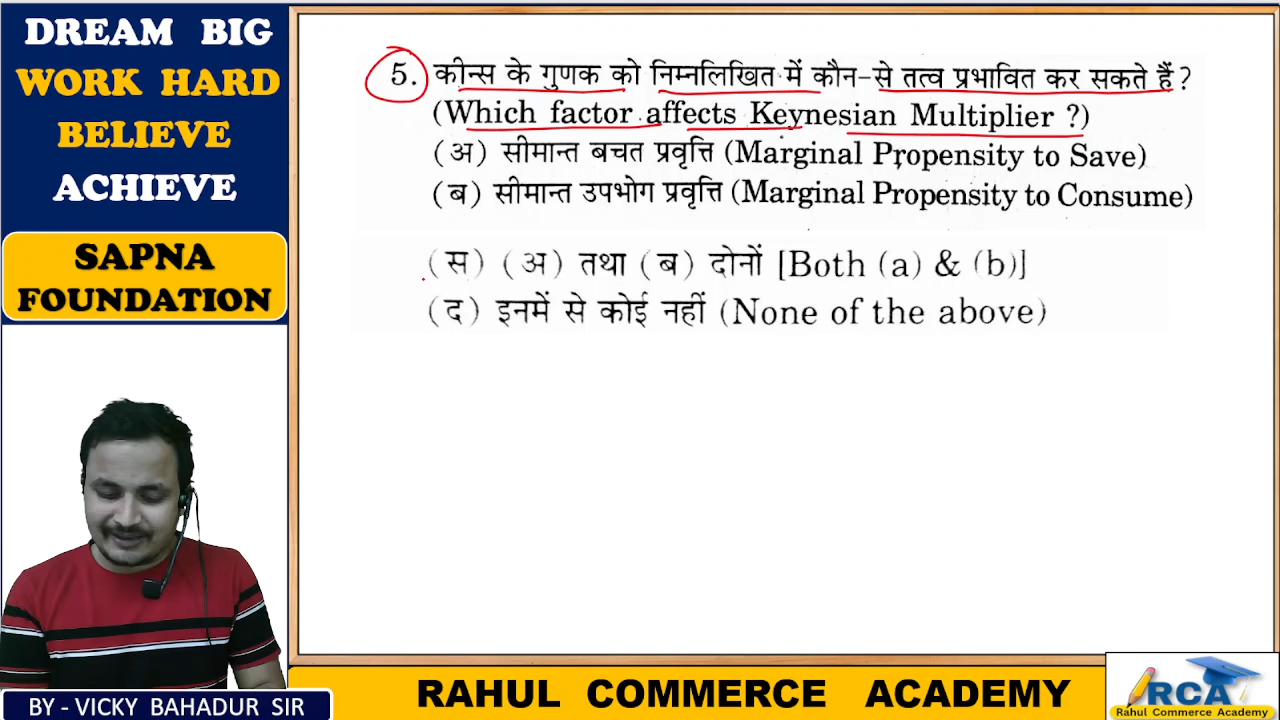 DREAM BIG
WORK HARD
BELIEVE
ACHIEVE
SAPNA
FOUNDATION
5. कीन्स के गुणक को निम्नलिखित में कौन-से तत्व प्रभावित कर सकते हैं?
(Which factor affects Keynesian Multiplier ?)
(अ) सीमान्त बचत प्रवृत्ति (Marginal Propensity to Save)
(ब) सीमान्त उपभोग प्रवृत्ति (Marginal Propensity to Consume)
(स) (अ) तथा (ब) दोनों [Both (a) & (b)]
(द) इनमें से कोई नहीं (None of the above)
BY - VICKY BAHADUR SIR
RAHUL COMMERCE ACADEMY
RCA
Rahul Commerce Academy